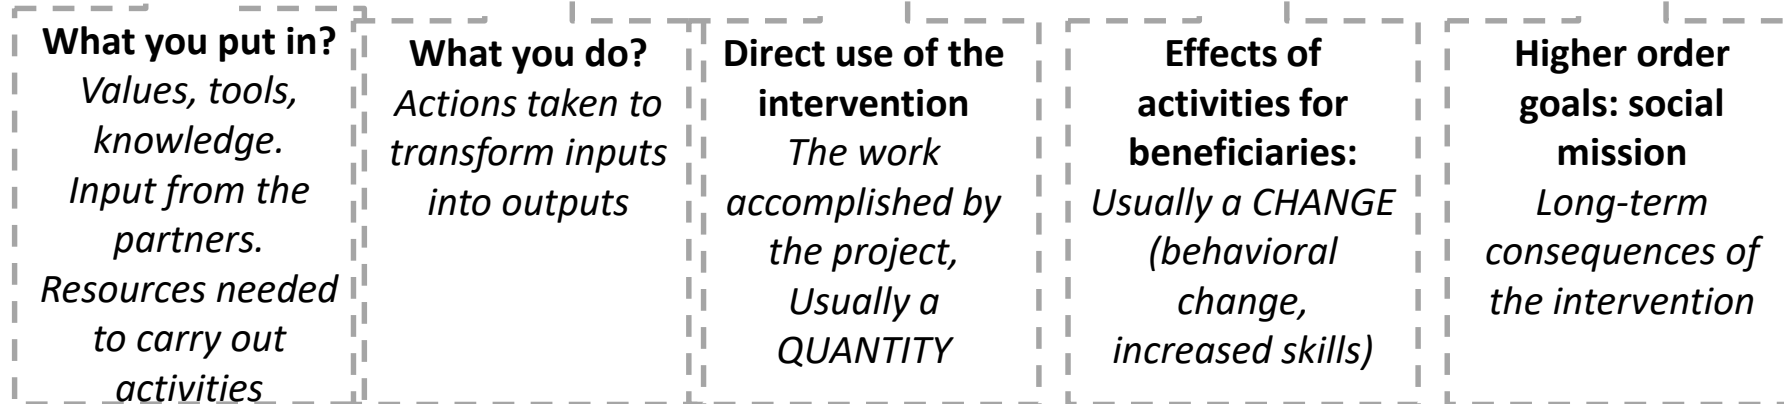 What you put in?
Values, tools,
knowledge.
Input from the
partners.
Resources needed
to carry out
activities
What you do?
Actions taken to
transform inputs
into outputs
Direct use of the
intervention
The work
accomplished by
the project,
Usually a
QUANTITY
Effects of
activities for
beneficiaries:
Usually a CHANGE
(behavioral
change,
increased skills)
Higher order
goals: social
mission
Long-term
consequences of
the intervention